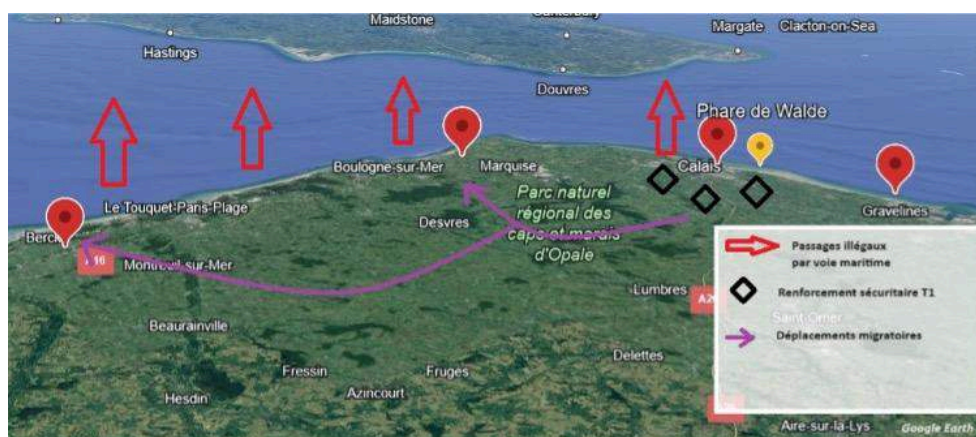 Maidstone
Canterbury
Margate
Clacton-on-Sea
Hastings
Douvres
Phare de Walde
Boulogne-sur-Mer
Marquise
Calais
Parc naturel
régional des
caps et marais
d'Opale
Le Touquet-Paris-Plage
Gravelines
Desvres
Berck
A16
Montreuil-sur-Mer
Passages illégaux
par voie maritime
Lumbres
Renforcement sécuritaire T1
Saint-Omer
Beaurainville
Déplacements migratoires
Delettes
Fressin
Fruges
Azincourt
Hesdin
Aire-sur-la-Lys
Google Earth